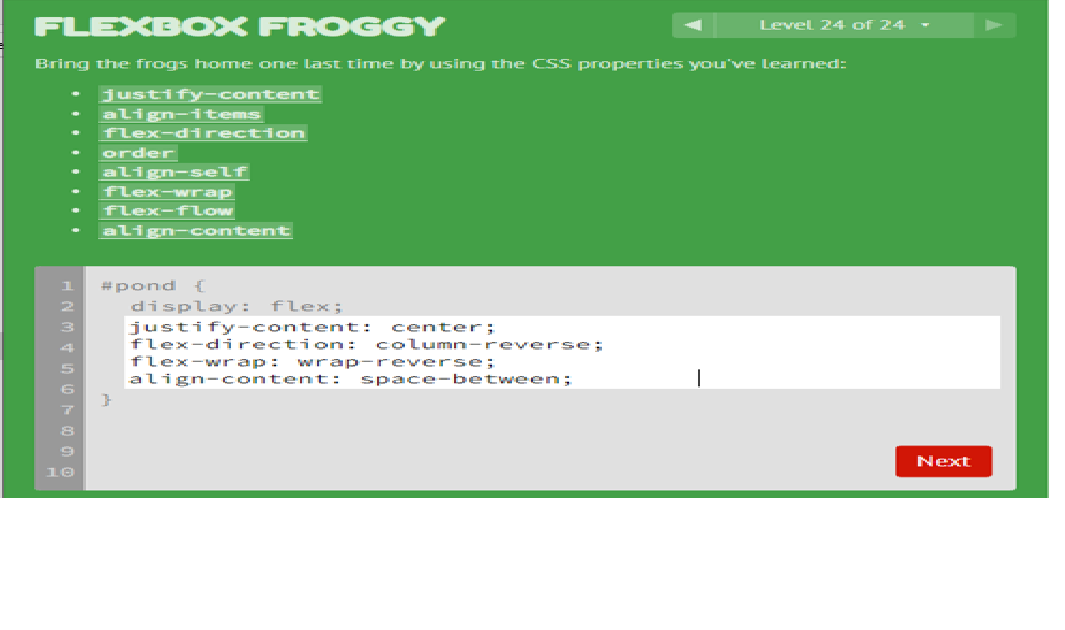 FLEXBOX FROGGY
Level 24 of 24
Bring the frogs home one last time by using the CSS properties you've learned:
• justify-content
• align-items
• flex-direction
• order
• align-self
• flex-wrap
• flex-flow
• align-content
1 #pond {
2 display: flex;
3 justify-content: center;
4 flex-direction: column-reverse;
5 flex-wrap: wrap-reverse;
6 align-content: space-between;
7 }
8
9
10
Next